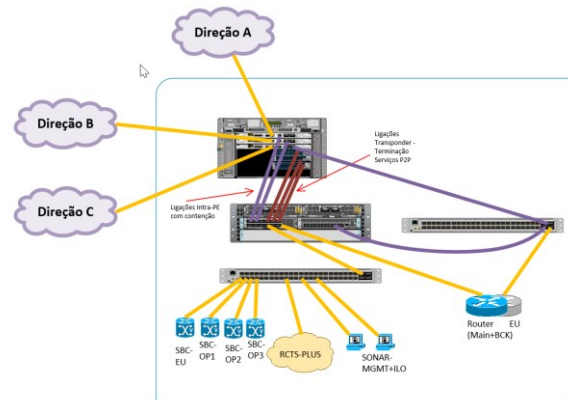 Direção A
Direção B
Direção C
Ligações
Transponder -
Terminação
Serviços P2P
Ligações Intra-PE
com contenção
Router
(Main+BCK)
EU
SBC-
EU
SBC-
OP1
SBC-
OP2
SBC-
OP3
RCTS-PLUS
SONAR-
MGMT+ILO